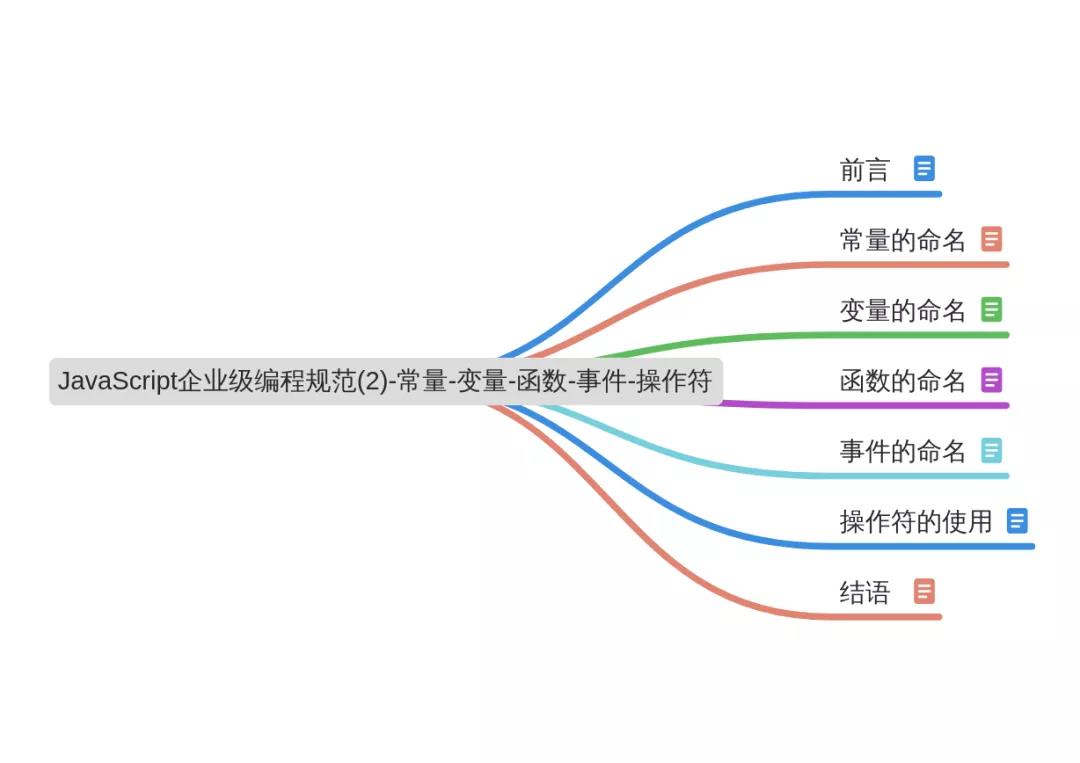 前言
常量的命名
变量的命名
JavaScript企业级编程规范(2)-常量-变量-函数-事件-操作符
函数的命名
事件的命名
操作符的使用
结语